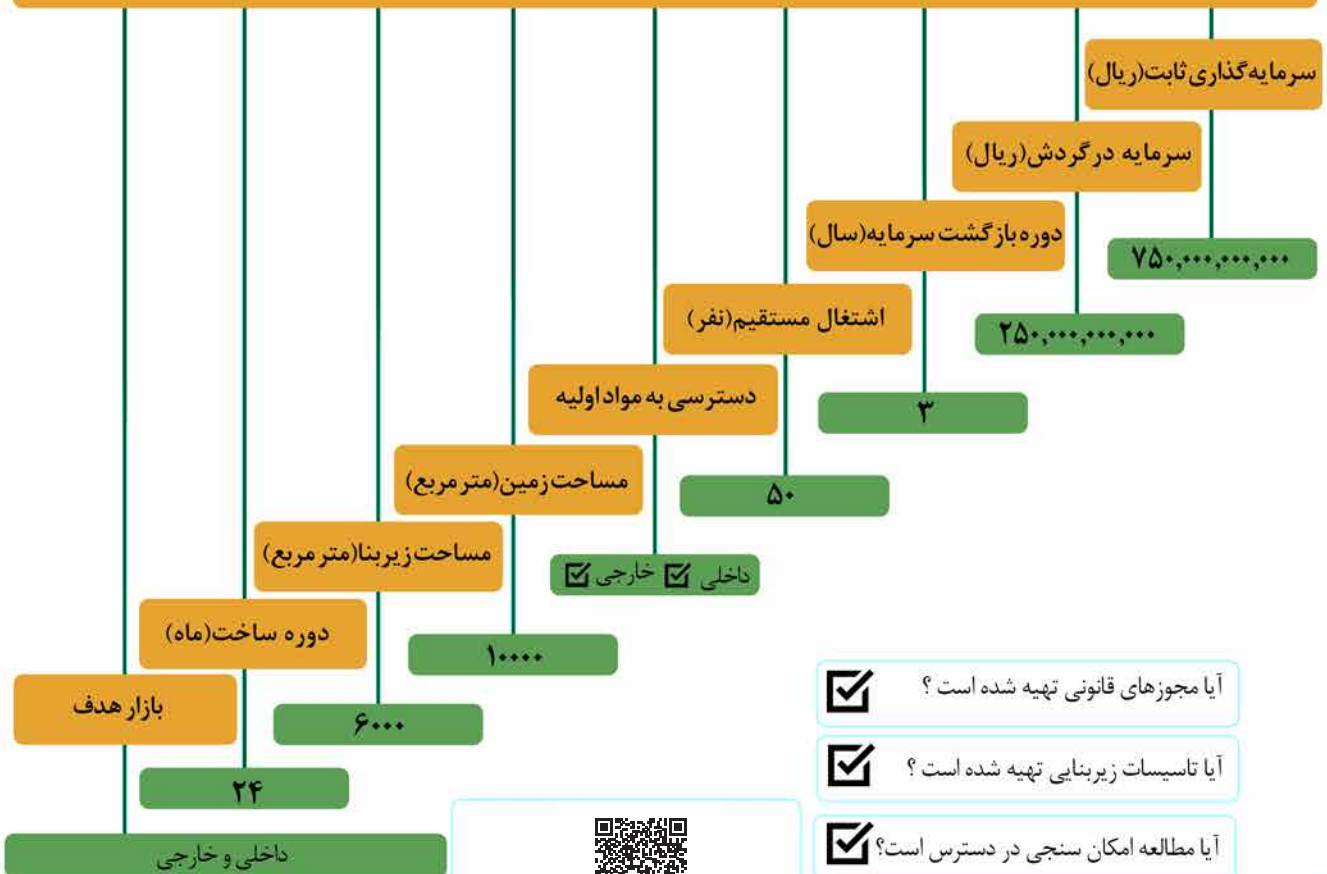 سرمایه‌گذاری ثابت(ریال)
۷۵۰,۰۰۰,۰۰۰,۰۰۰
سرمایه در گردش(ریال)
۲۵۰,۰۰۰,۰۰۰,۰۰۰
دوره بازگشت سرمایه(سال)
۳
اشتغال مستقیم(نفر)
۵۰
دسترسی به مواد اولیه
داخلی ☑ خارجی ☑
مساحت زمین(متر مربع)
۱۰۰۰۰
مساحت زیربنا(متر مربع)
۶۰۰۰
دوره ساخت(ماه)
۲۴
بازار هدف
داخلی و خارجی
آیا مجوزهای قانونی تهیه شده است ؟ ☑
آیا تاسیسات زیربنایی تهیه شده است ؟ ☑
آیا مطالعه امکان سنجی در دسترس است؟ ☑